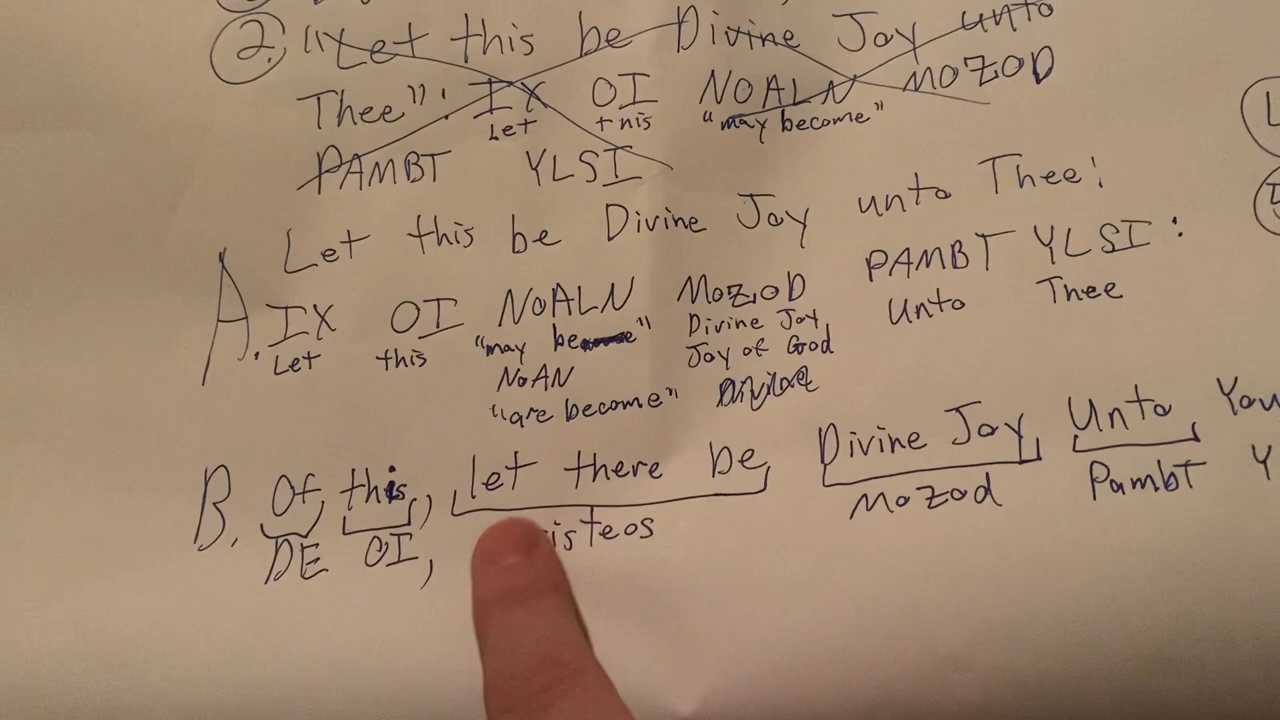 ② "Let this be Divine Joy unto
Thee": IX OI NOALN MOZOD
Let this "may become"
PAMBT YLSI
Let this be Divine Joy unto Thee:
A. IX OI NOALN MOZOD PAMBT YLSI:
Let this "may be" Divine Joy, Unto Thee
NOAN Joy of God
"are become"
B. Of, this, let there be, Divine Joy, Unto You
DE OI, isteos Mozod Pambt Y